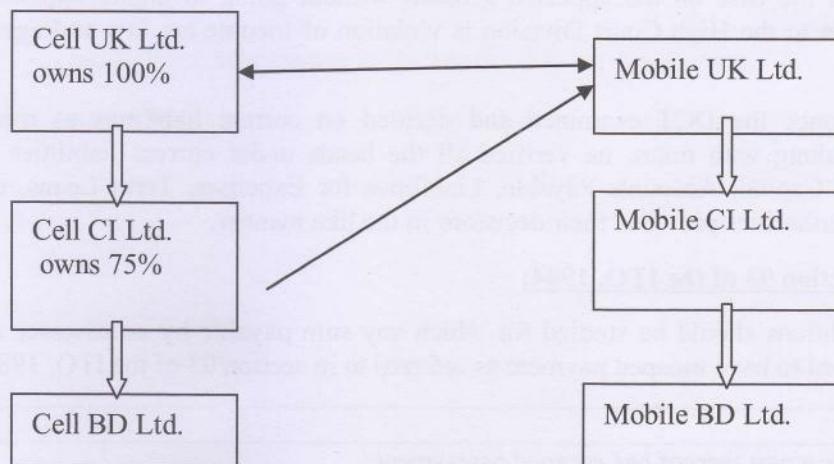 Cell UK Ltd.
owns 100%
Mobile UK Ltd.
Cell CI Ltd.
owns 75%
Mobile CI Ltd.
Cell BD Ltd.
Mobile BD Ltd.